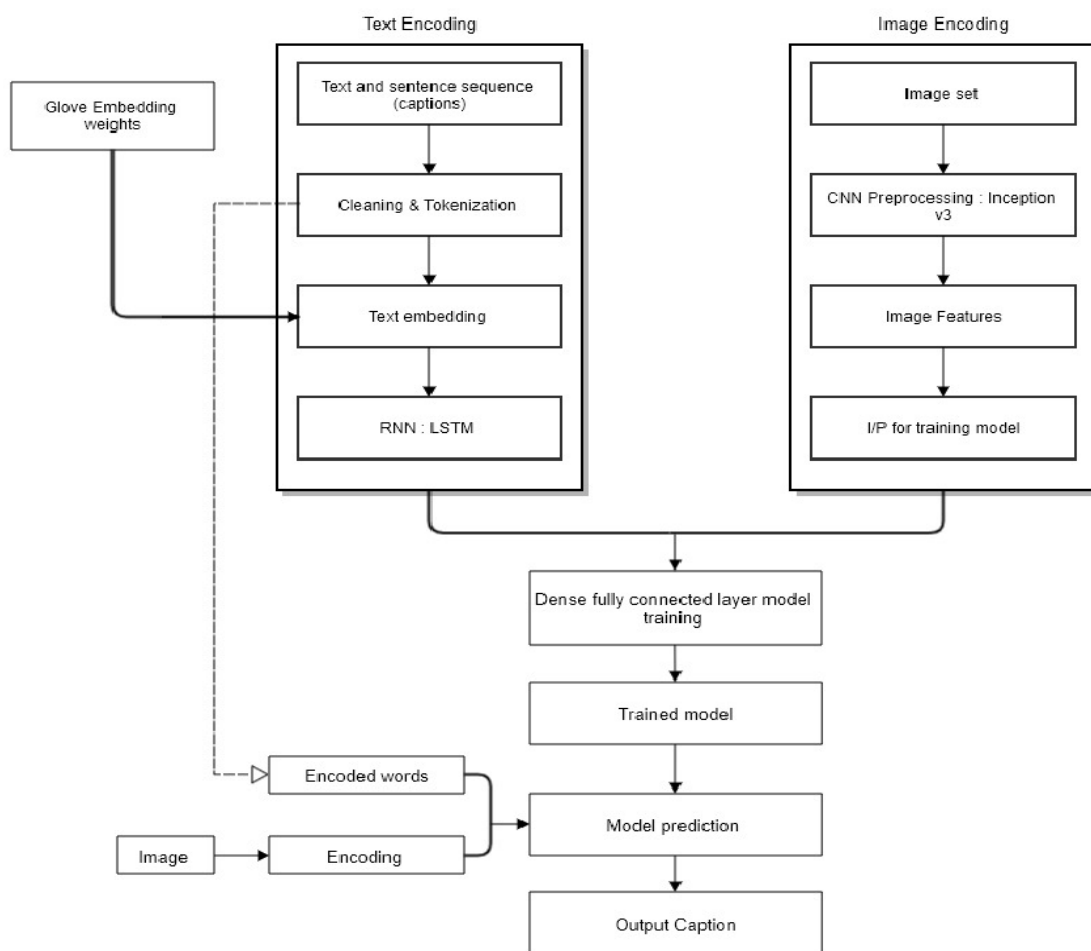 Text Encoding
Image Encoding
Glove Embedding
weights
Text and sentence sequence
(captions)
Cleaning & Tokenization
Text embedding
RNN : LSTM
Image set
CNN Preprocessing : Inception
v3
Image Features
I/P for training model
Dense fully connected layer model
training
Trained model
Encoded words
Image
Encoding
Model prediction
Output Caption